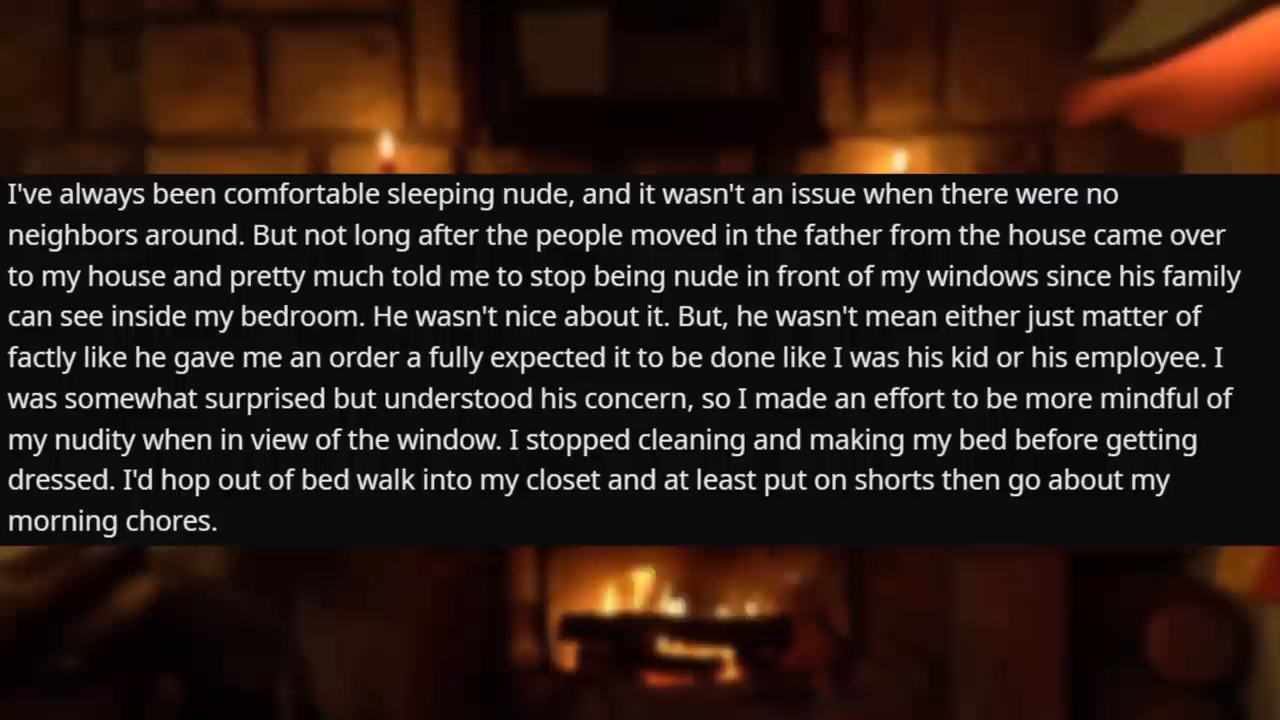 I've always been comfortable sleeping nude, and it wasn't an issue when there were no
neighbors around. But not long after the people moved in the father from the house came over
to my house and pretty much told me to stop being nude in front of my windows since his family
can see inside my bedroom. He wasn't nice about it. But, he wasn't mean either just matter of
factly like he gave me an order a fully expected it to be done like I was his kid or his employee. I
was somewhat surprised but understood his concern, so I made an effort to be more mindful of
my nudity when in view of the window. I stopped cleaning and making my bed before getting
dressed. I'd hop out of bed walk into my closet and at least put on shorts then go about my
morning chores.